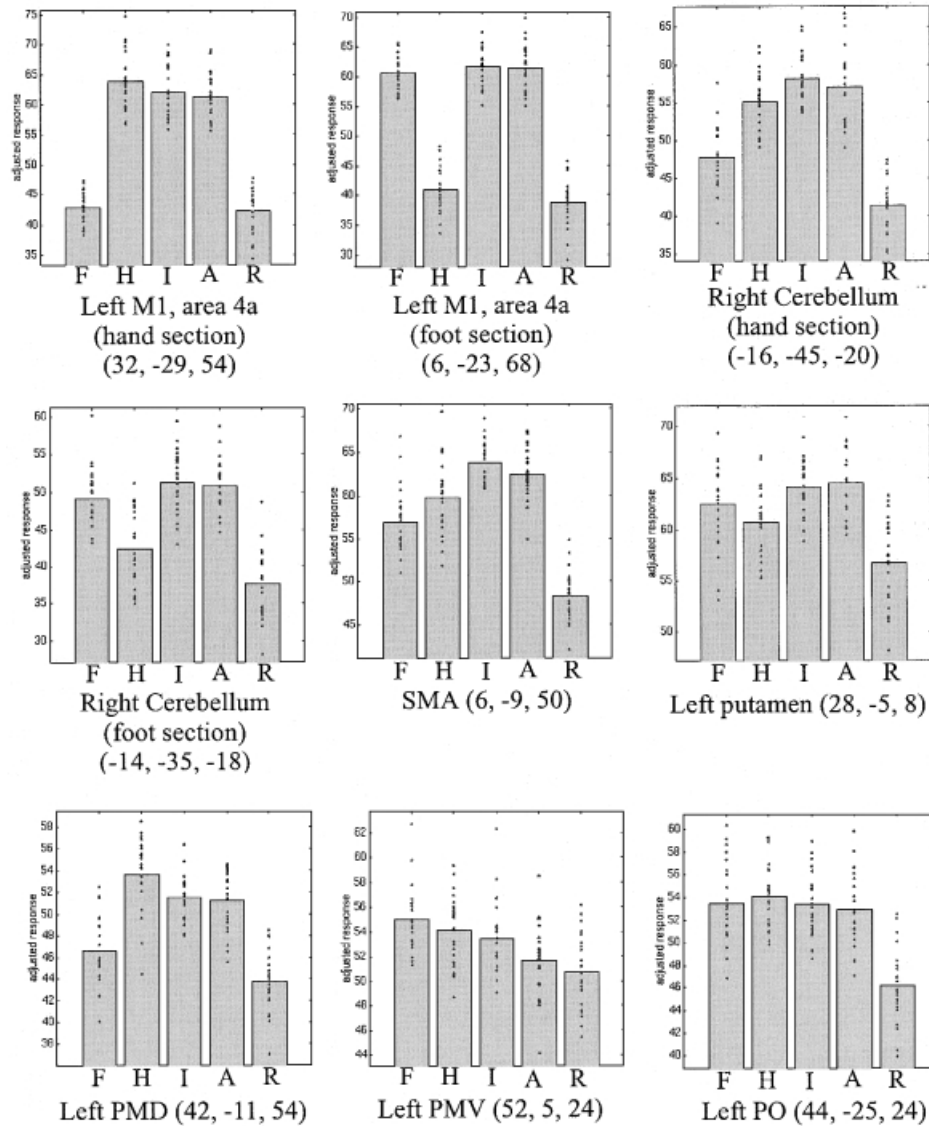 75
70
65
60
55
50
45
40
35
adjusted response
F H I A R
Left M1, area 4a
(hand section)
(32, -29, 54)
70
65
60
55
50
45
40
35
30
adjusted response
F H I A R
Left M1, area 4a
(foot section)
(6, -23, 68)
65
60
55
50
45
40
35
adjusted response
F H I A R
Right Cerebellum
(hand section)
(-16, -45, -20)
60
55
50
45
40
35
30
adjusted response
F H I A R
Right Cerebellum
(foot section)
(-14, -35, -18)
70
65
60
55
50
45
adjusted response
F H I A R
SMA (6, -9, 50)
70
65
60
55
50
adjusted response
F H I A R
Left putamen (28, -5, 8)
58
56
54
52
50
48
46
44
42
40
38
36
adjusted response
F H I A R
Left PMD (42, -11, 54)
62
60
58
56
54
52
50
48
46
44
adjusted response
F H I A R
Left PMV (52, 5, 24)
60
58
56
54
52
50
48
46
44
42
40
adjusted response
F H I A R
Left PO (44, -25, 24)